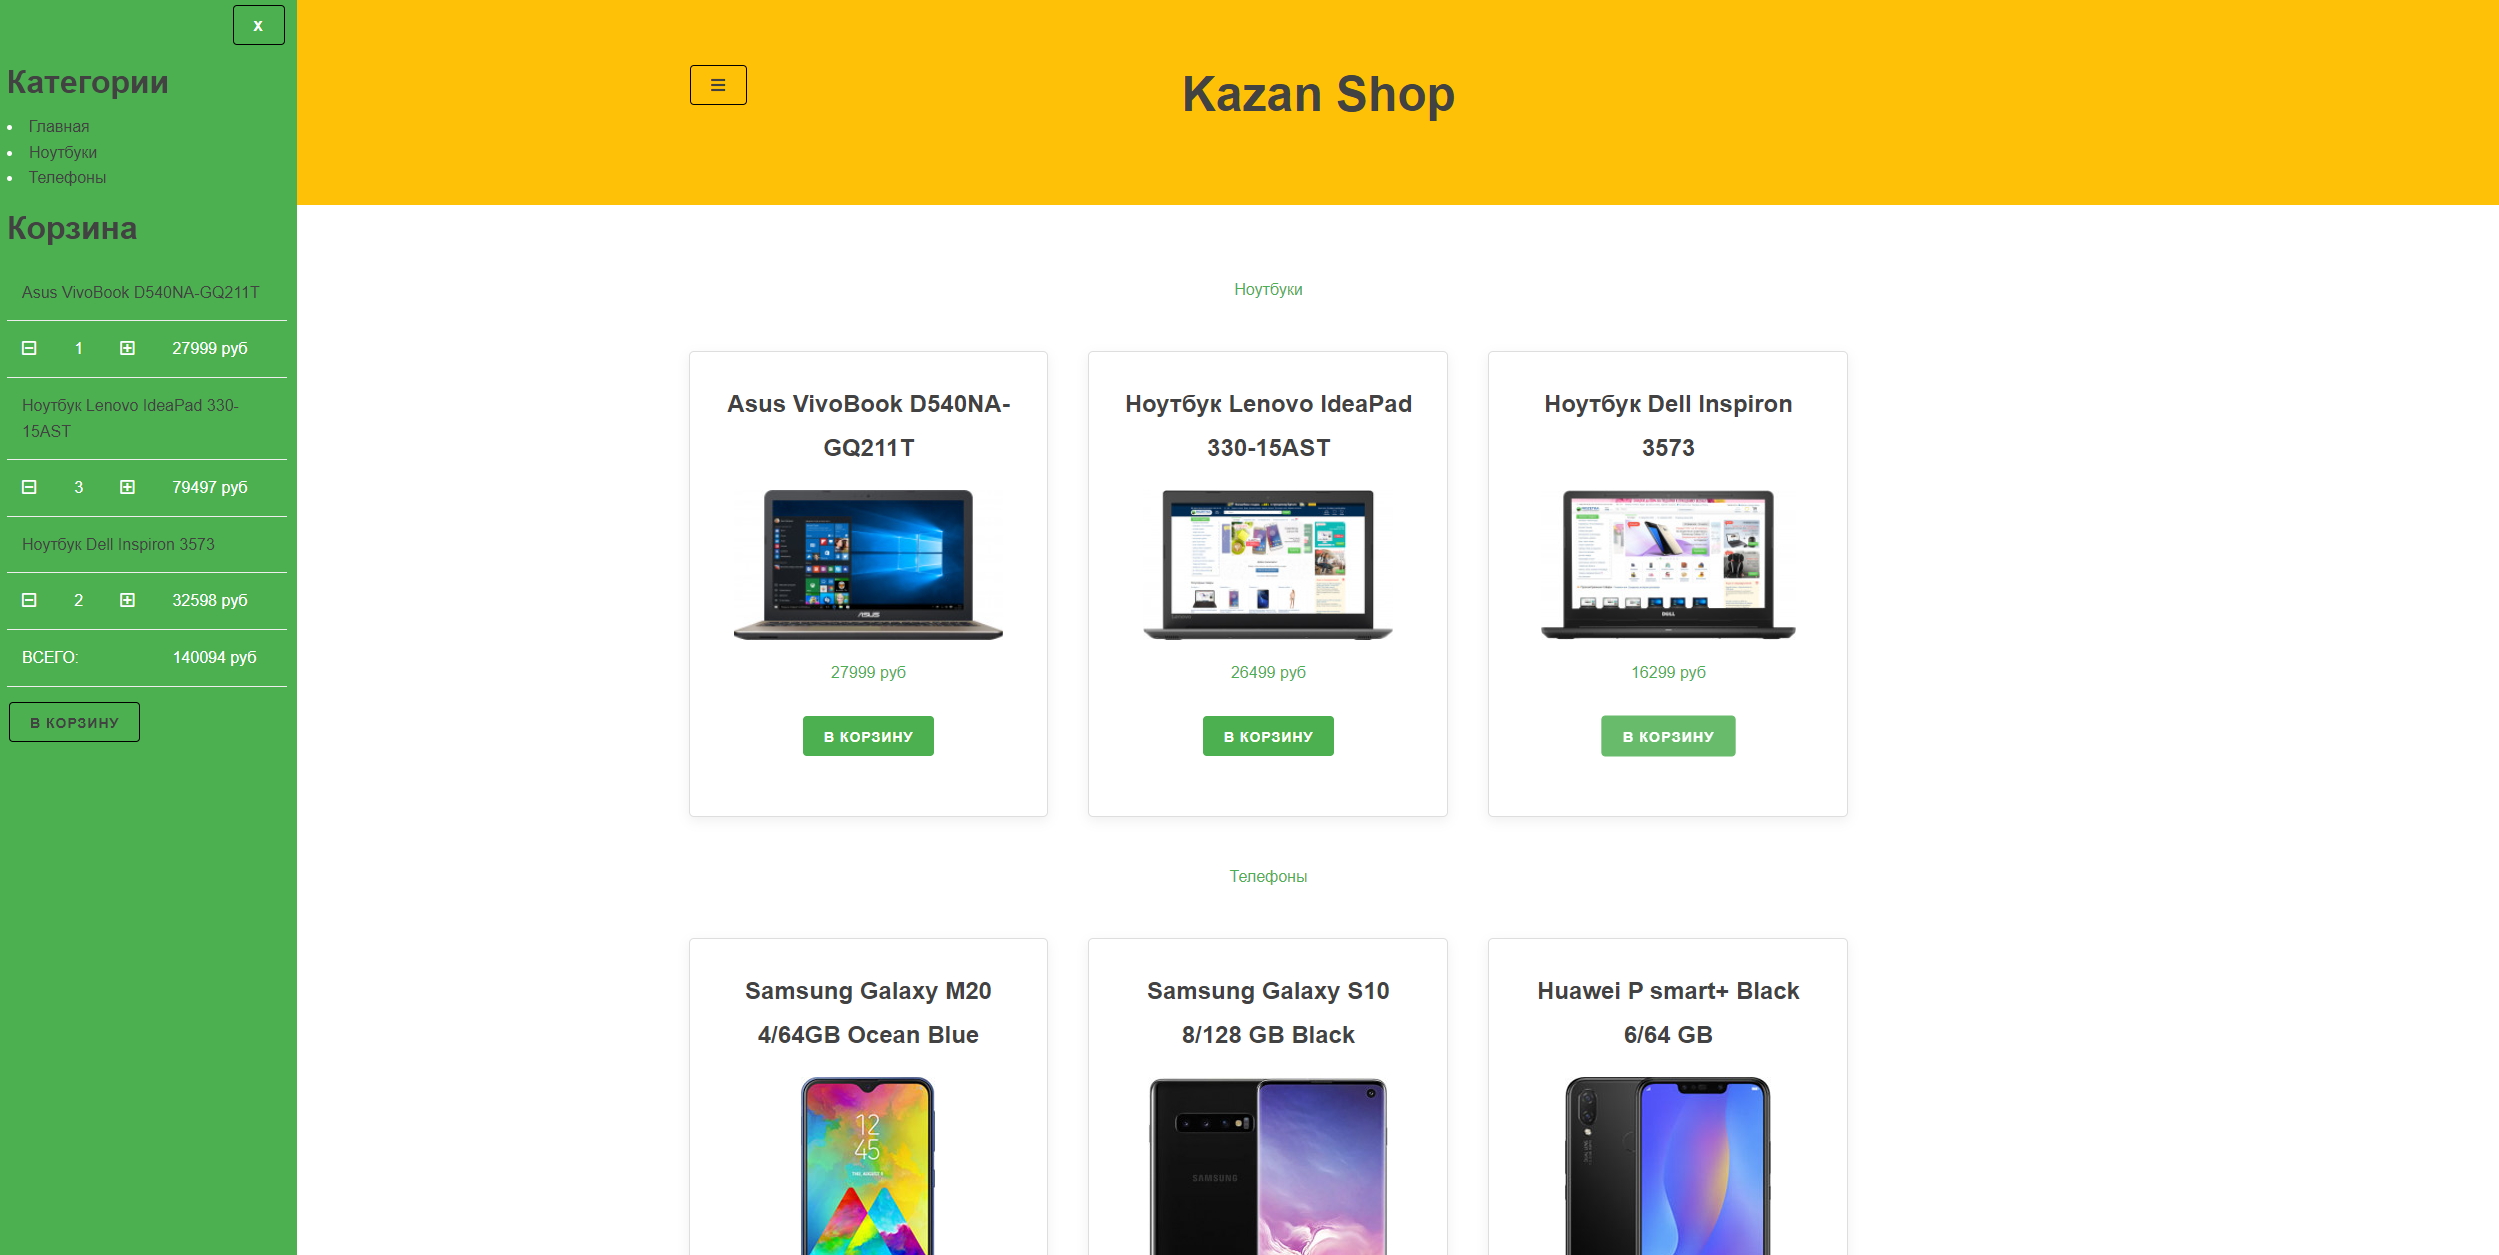 x
Категории
Главная
Ноутбуки
Телефоны
Корзина
Asus VivoBook D540NA-GQ211T
1 27999 руб
Ноутбук Lenovo IdeaPad 330-
15AST
3 79497 руб
Ноутбук Dell Inspiron 3573
2 32598 руб
ВСЕГО: 140094 руб
В КОРЗИНУ
Kazan Shop
Ноутбуки
Asus VivoBook D540NA-
GQ211T
ASUS
27999 руб
В КОРЗИНУ
Ноутбук Lenovo IdeaPad
330-15AST
26499 руб
В КОРЗИНУ
Ноутбук Dell Inspiron
3573
DELL
16299 руб
В КОРЗИНУ
Телефоны
Samsung Galaxy M20
4/64GB Ocean Blue
12
45
Samsung Galaxy S10
8/128 GB Black
SAMSUNG
Huawei P smart+ Black
6/64 GB